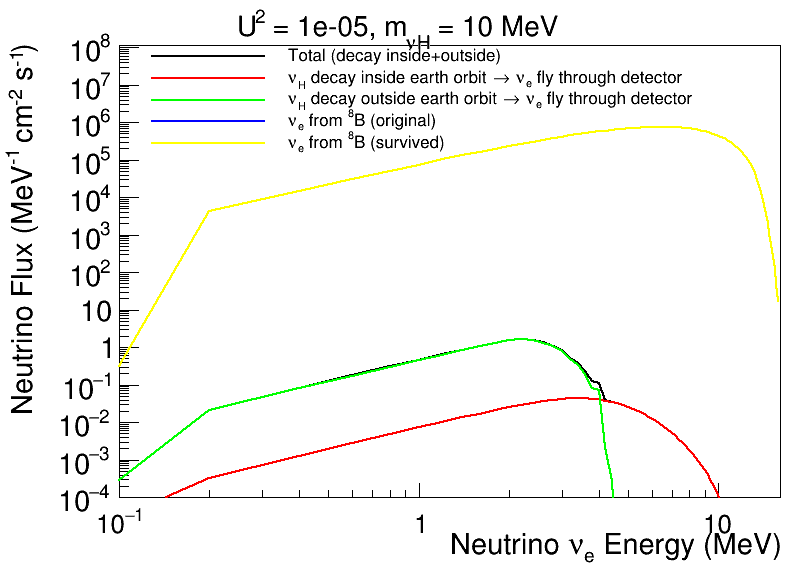 U² = 1e-05, m_νH = 10 MeV
Total (decay inside+outside)
ν_H decay inside earth orbit → ν_e fly through detector
ν_H decay outside earth orbit → ν_e fly through detector
ν_e from ⁸B (original)
ν_e from ⁸B (survived)
Neutrino Flux (MeV⁻¹ cm⁻² s⁻¹)
10⁸
10⁷
10⁶
10⁵
10⁴
10³
10²
10
1
10⁻¹
10⁻²
10⁻³
10⁻⁴
10⁻¹ 1 10
Neutrino ν_e Energy (MeV)